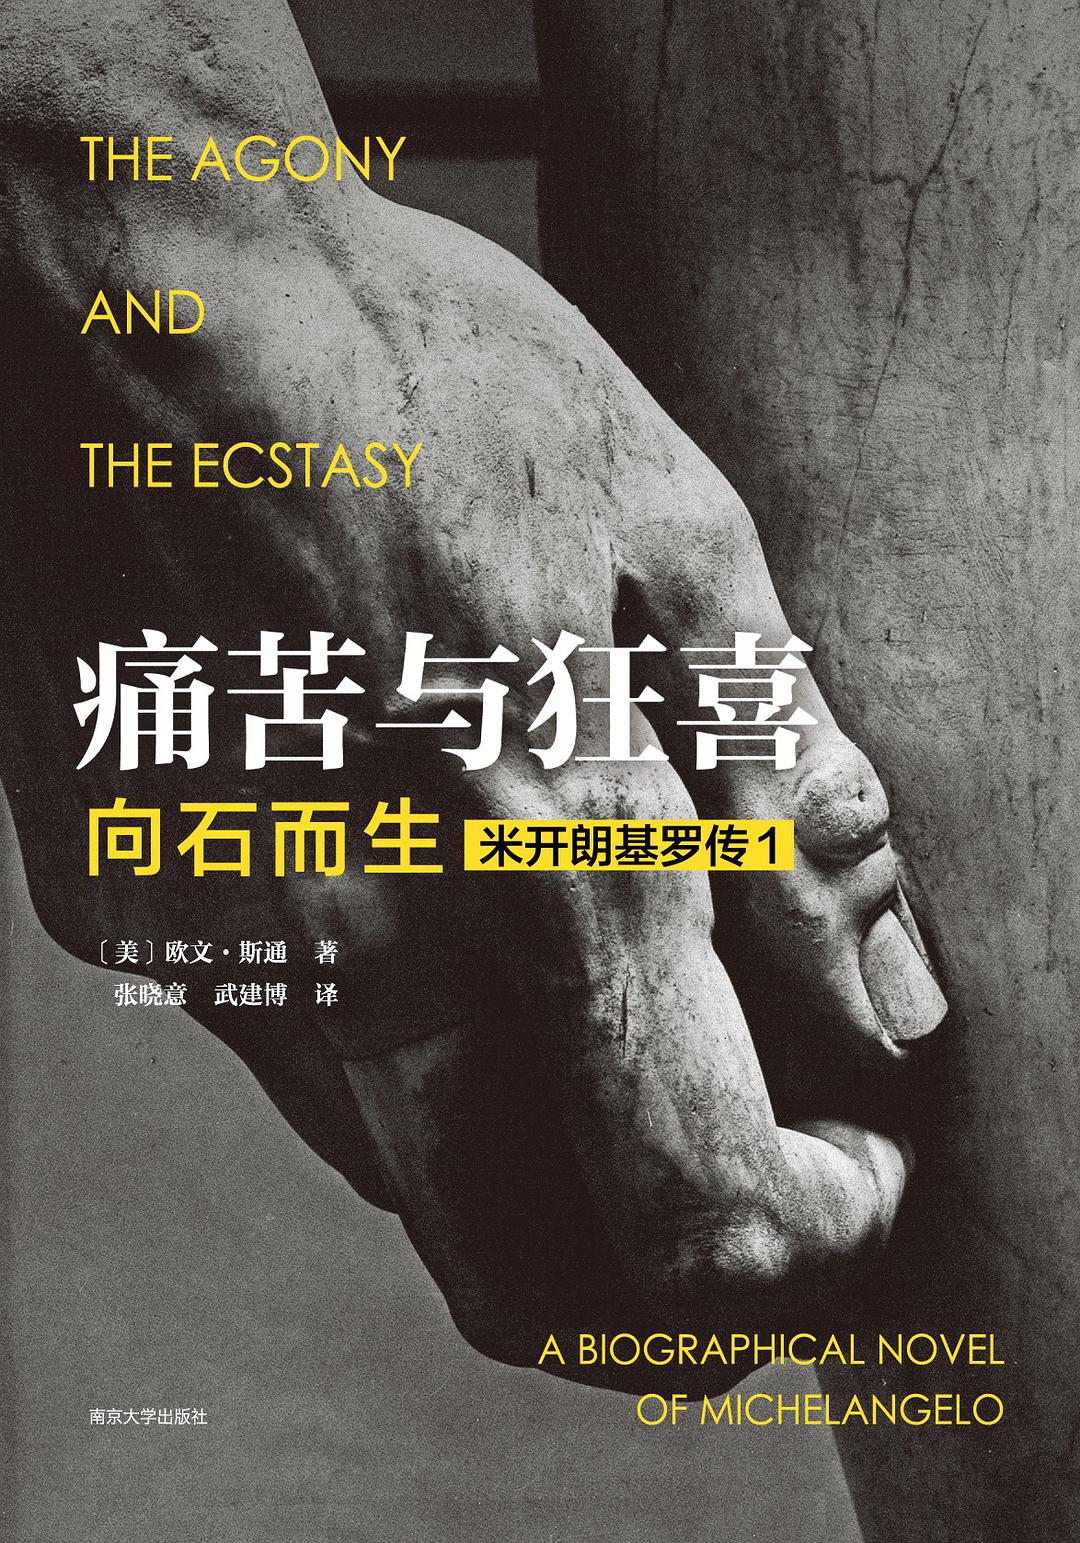 THE AGONY
AND
THE ECSTASY
痛苦与狂喜
向石而生 米开朗基罗传1
〔美〕欧文·斯通 著
张晓意 武建博 译
A BIOGRAPHICAL NOVEL
OF MICHELANGELO
南京大学出版社